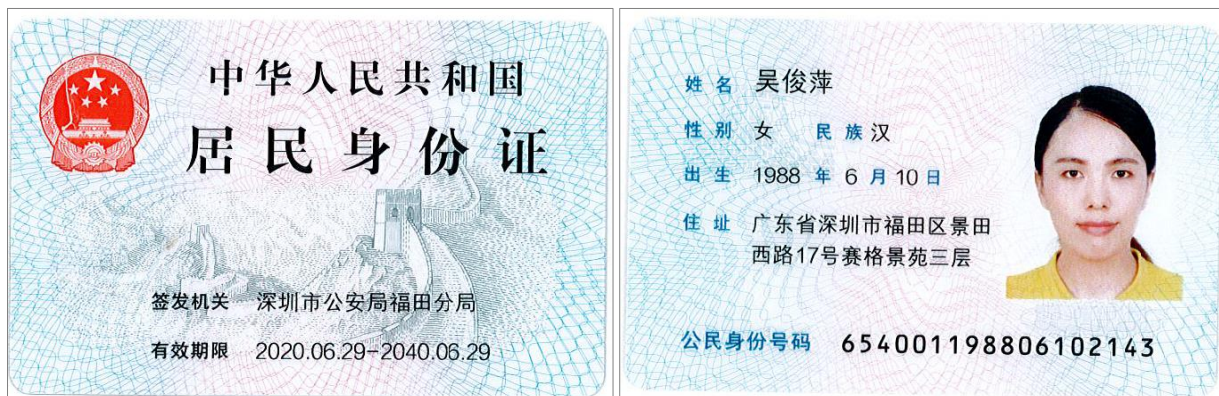 中华人民共和国
居民身份证
签发机关 深圳市公安局福田分局
有效期限 2020.06.29-2040.06.29
姓名 吴俊萍
性别 女 民族 汉
出生 1988 年 6 月 10 日
住址 广东省深圳市福田区景田
西路17号赛格景苑三层
公民身份号码 654001198806102143